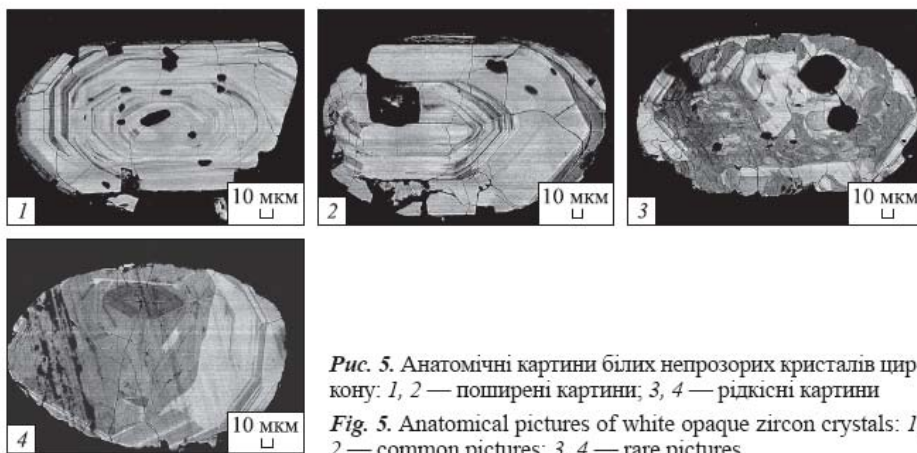 1
10 мкм
2
10 мкм
3
10 мкм
4
10 мкм
Рис. 5. Анатомічні картини білих непрозорих кристалів цир-
кону: 1, 2 — поширені картини; 3, 4 — рідкісні картини
Fig. 5. Anatomical pictures of white opaque zircon crystals: 1,
2 — common pictures; 3, 4 — rare pictures